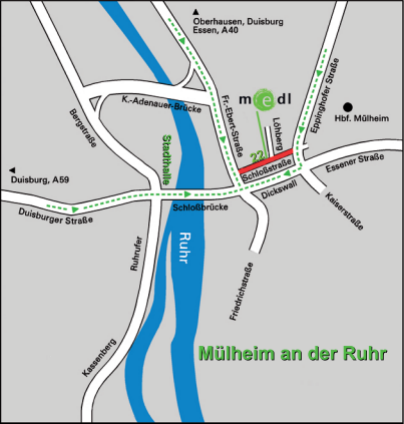 Oberhausen, Duisburg
Essen, A40
medl
K.-Adenauer-Brücke
Fr.-Ebert-Straße
Löhberg
Eppinghofer Straße
Hbf. Mülheim
Bergstraße
Stadthalle
22
Schloßstraße
Essener Straße
Duisburg, A59
Dickswall
Kaiserstraße
Duisburger Straße
Schloßbrücke
Ruhrufer
Ruhr
Friedrichstraße
Kassenberg
Mülheim an der Ruhr